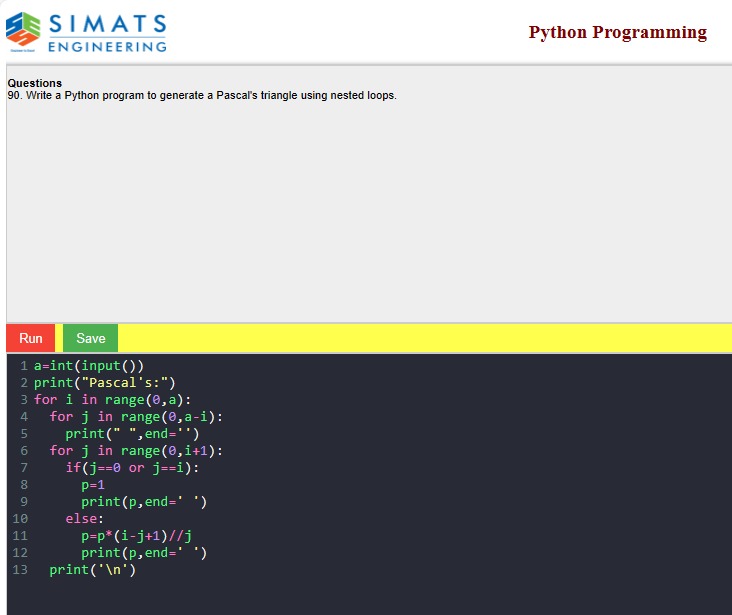 SIMATS
ENGINEERING
Python Programming
Questions
90. Write a Python program to generate a Pascal's triangle using nested loops.
Run Save
1 a=int(input())
2 print("Pascal's:")
3 for i in range(0,a):
4   for j in range(0,a-i):
5     print(" ",end='')
6   for j in range(0,i+1):
7     if(j==0 or j==i):
8       p=1
9       print(p,end=' ')
10     else:
11       p=p*(i-j+1)//j
12       print(p,end=' ')
13   print('\n')